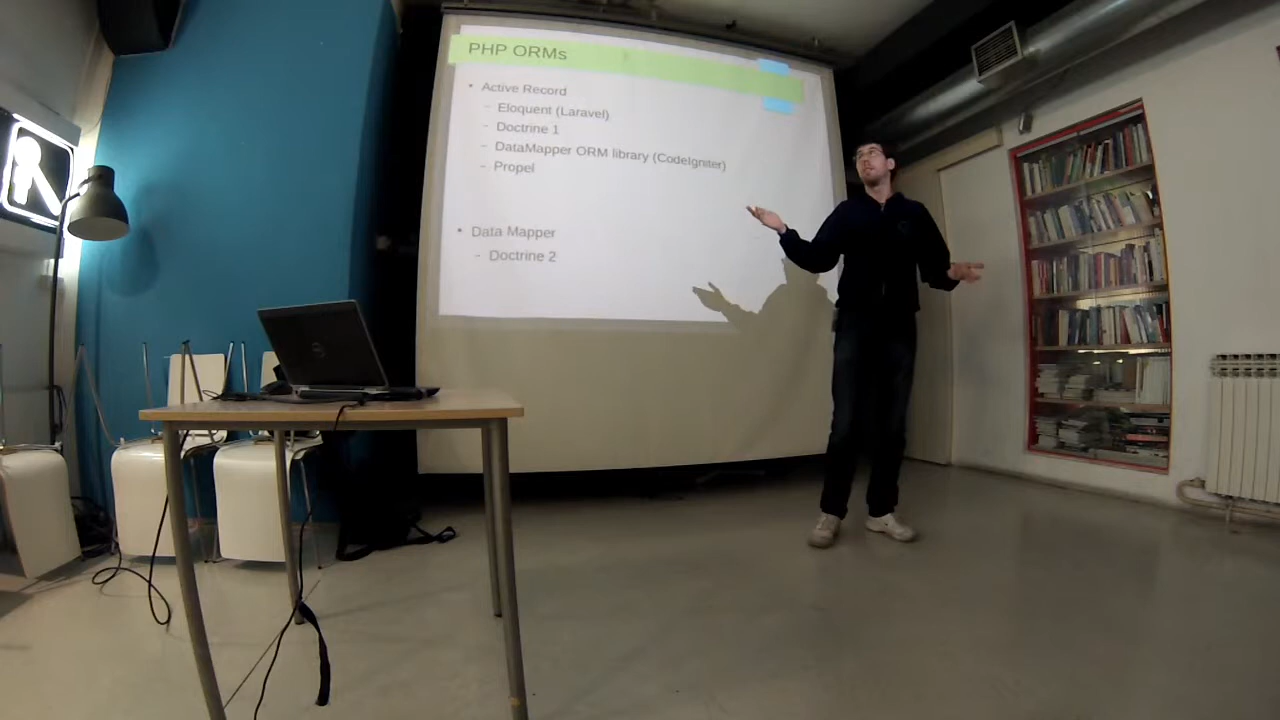 PHP ORMs
• Active Record
– Eloquent (Laravel)
– Doctrine 1
– DataMapper ORM library (CodeIgniter)
– Propel
• Data Mapper
– Doctrine 2